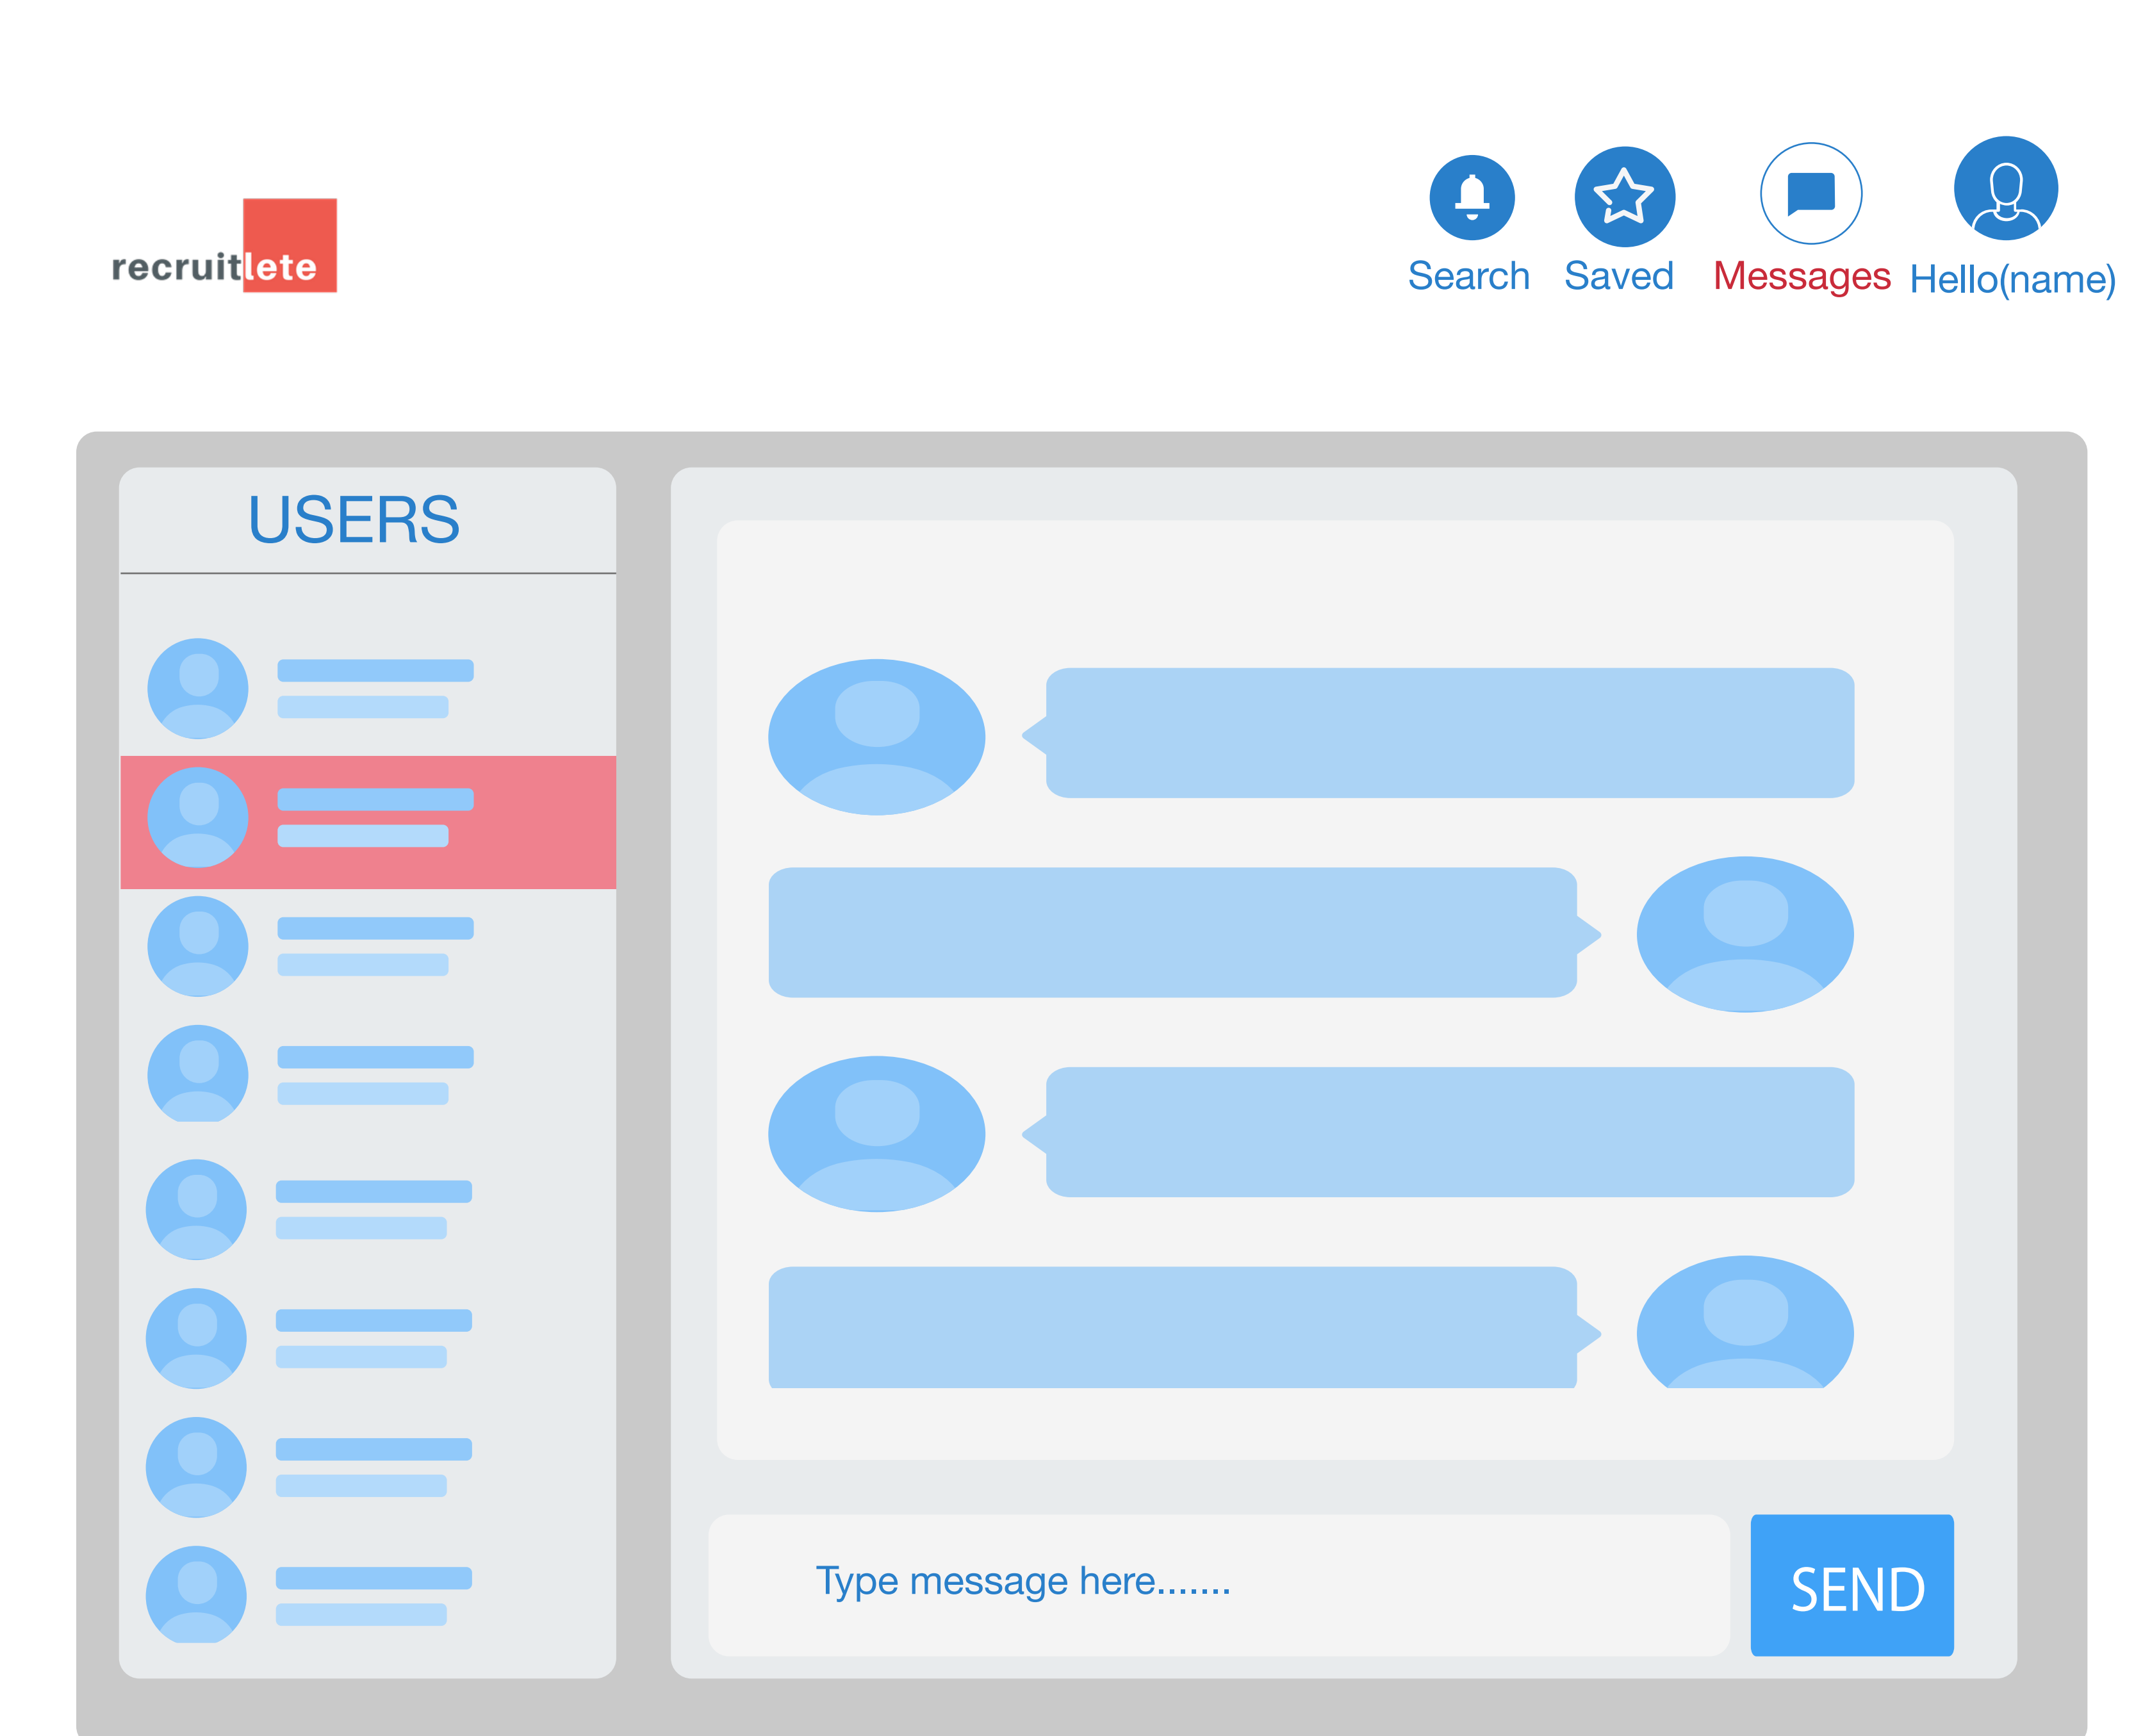 recruitlete
Search Saved Messages Hello(name)
USERS
Type message here.......
SEND